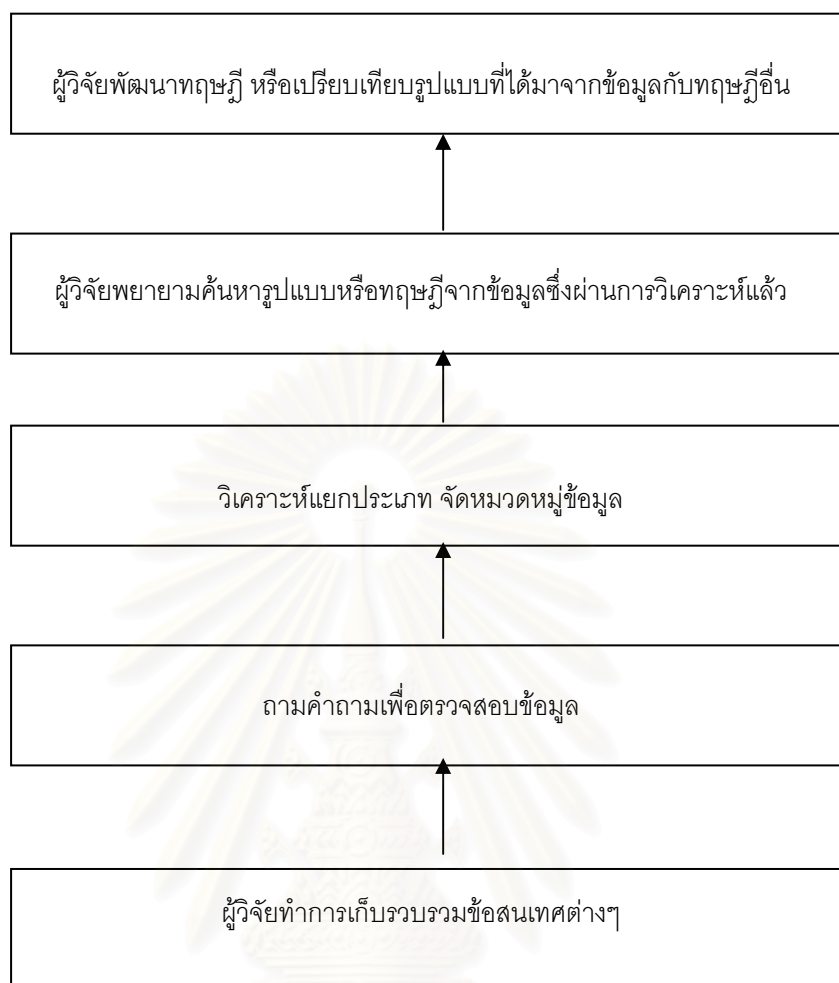 ผู้วิจัยพัฒนาทฤษฎี หรือเปรียบเทียบรูปแบบที่ได้มาจากข้อมูลกับทฤษฎีอื่น
ผู้วิจัยพยายามค้นหารูปแบบหรือทฤษฎีจากข้อมูลซึ่งผ่านการวิเคราะห์แล้ว
วิเคราะห์แยกประเภท จัดหมวดหมู่ข้อมูล
ถามคำถามเพื่อตรวจสอบข้อมูล
ผู้วิจัยทำการเก็บรวบรวมข้อสนเทศต่างๆ